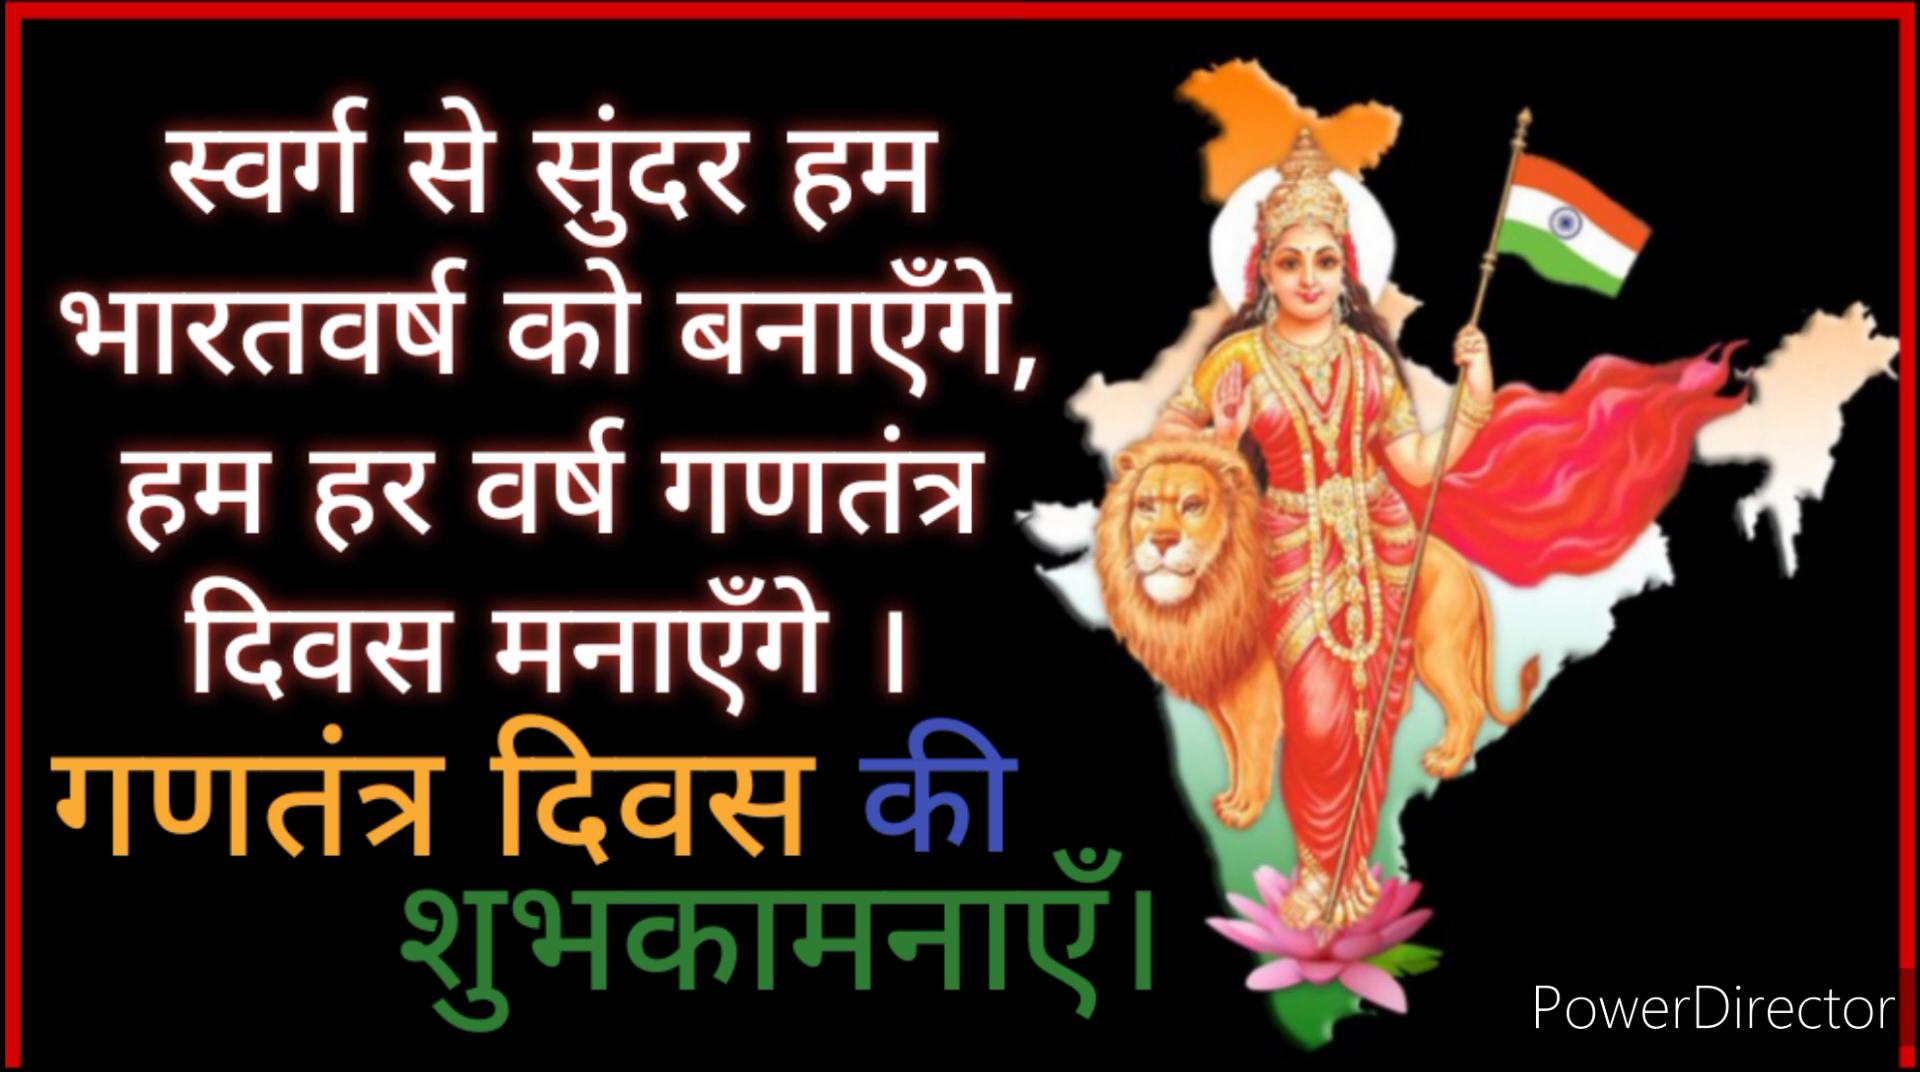 स्वर्ग से सुंदर हम
भारतवर्ष को बनाएँगे,
हम हर वर्ष गणतंत्र
दिवस मनाएँगे ।
गणतंत्र दिवस की
शुभकामनाएँ।
PowerDirector